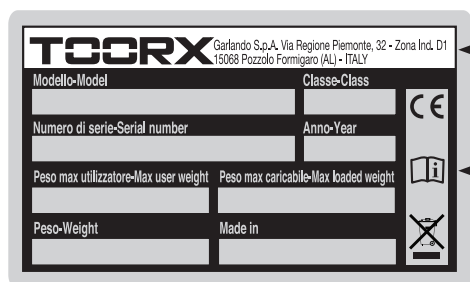 TOORX Garlando S.p.A. Via Regione Piemonte, 32 - Zona Ind. D1
15068 Pozzolo Formigaro (AL) - ITALY
Modello-Model Classe-Class
CE
Numero di serie-Serial number Anno-Year
Peso max utilizzatore-Max user weight Peso max caricabile-Max loaded weight
Peso-Weight Made in